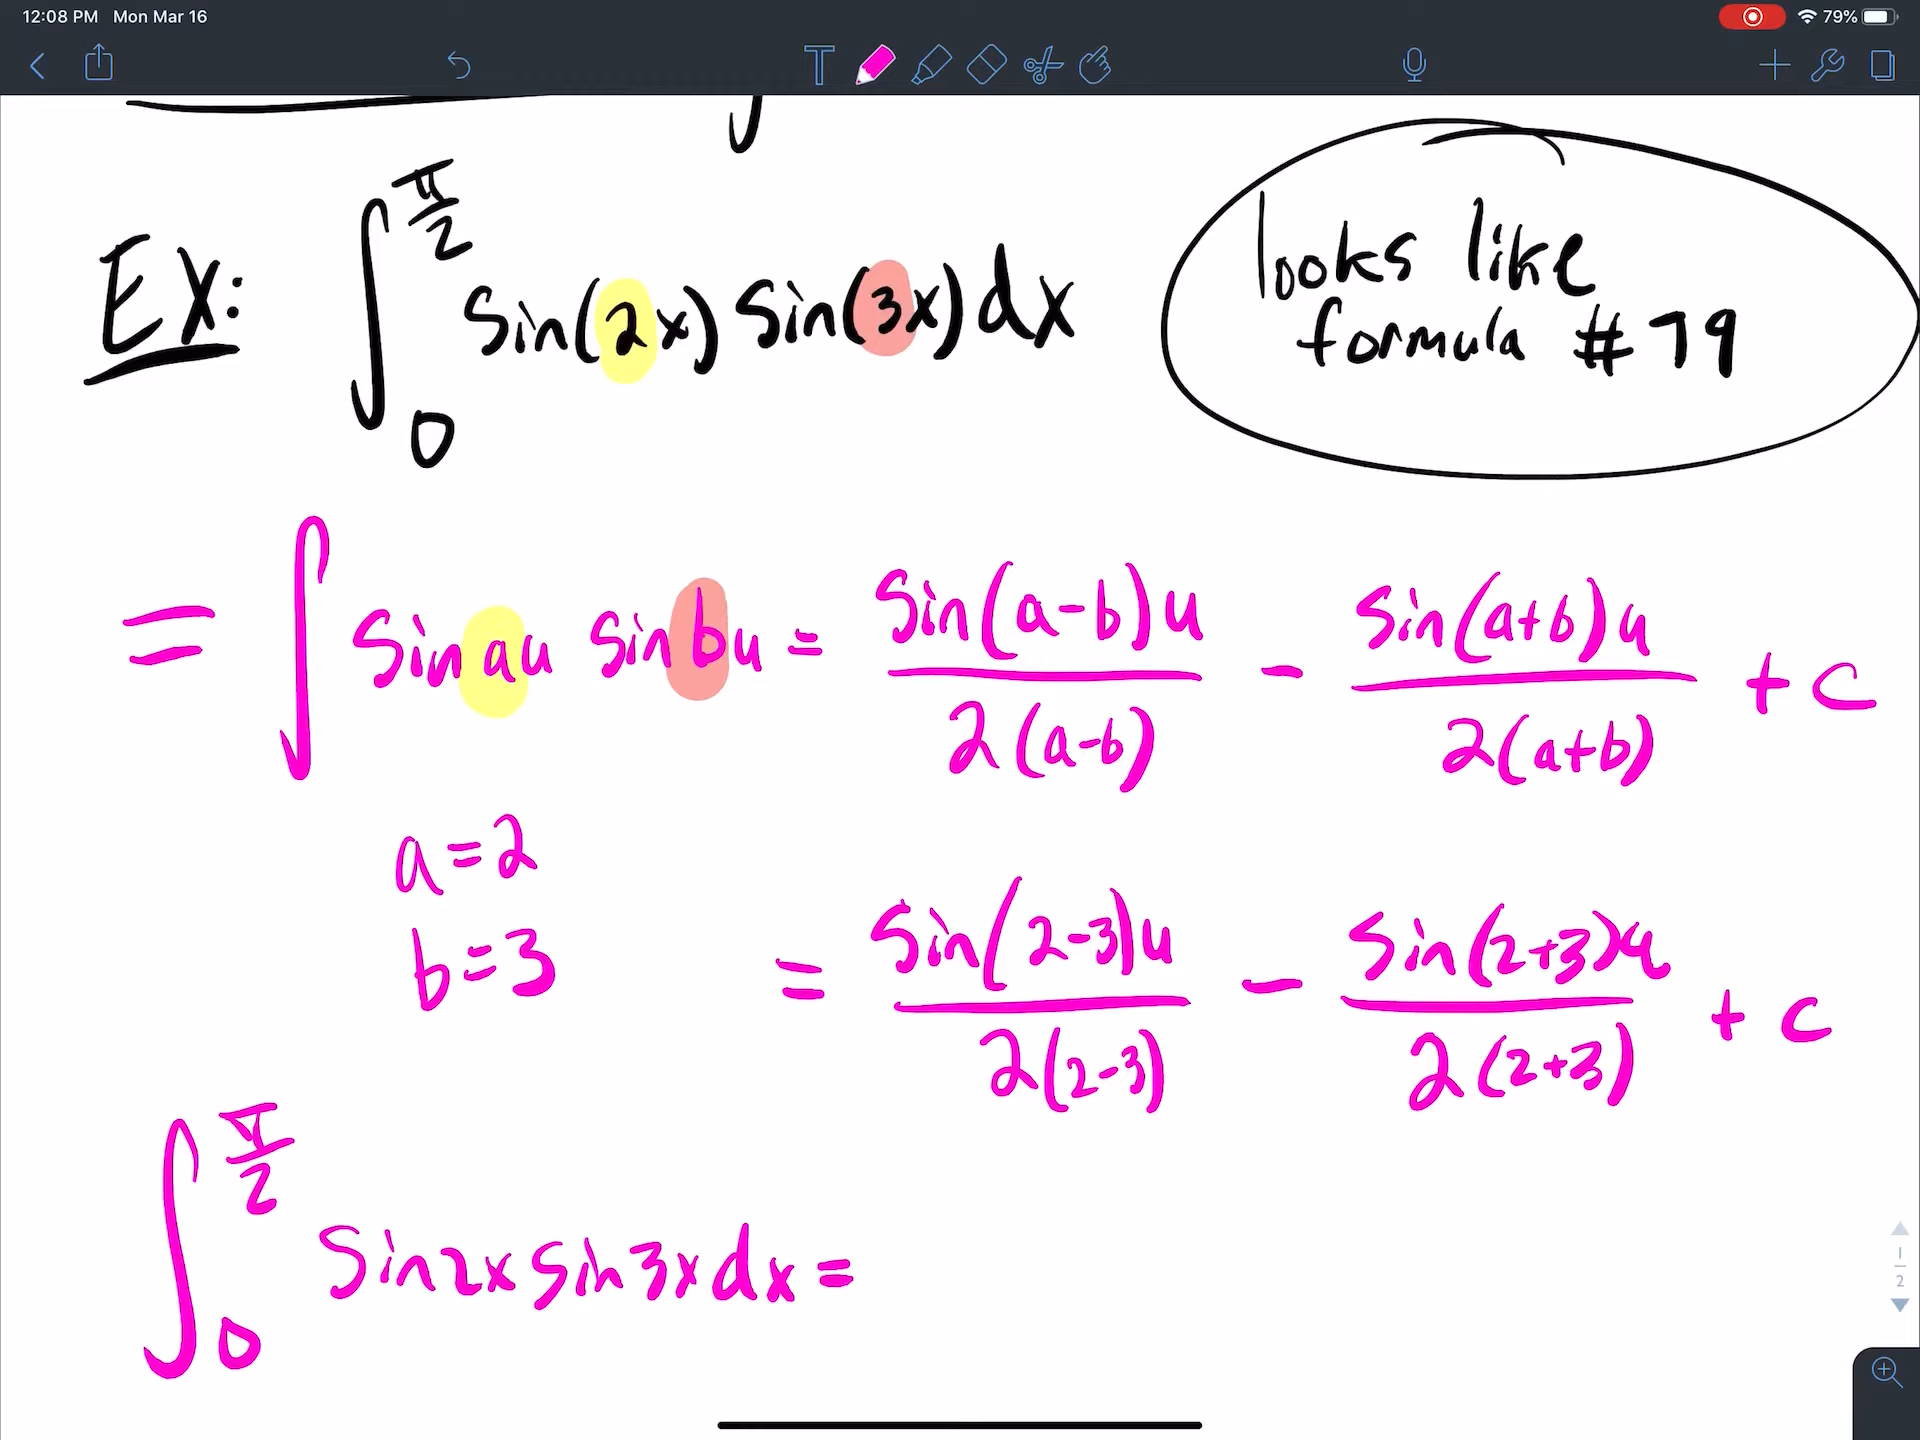 12:08 PM Mon Mar 16
79%
EX: ∫₀^(π/2) Sin(2x) Sin(3x) dx
looks like
formula #79
= ∫ Sin au Sin bu = Sin(a-b)u / 2(a-b) - Sin(a+b)u / 2(a+b) + C
a=2
b=3
= Sin(2-3)u / 2(2-3) - Sin(2+3)u / 2(2+3) + C
∫₀^(π/2) Sin2x Sin3x dx =
1
2